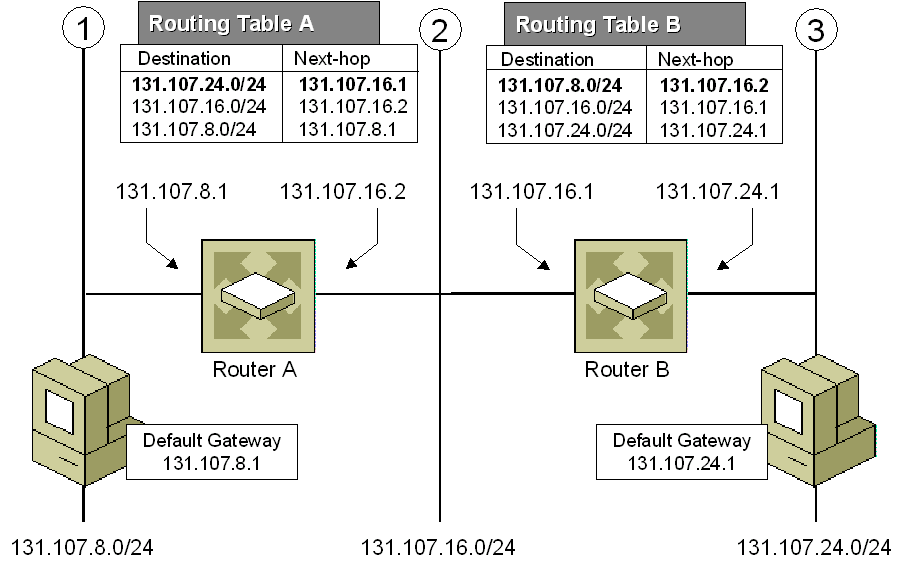 1
Routing Table A
2
Routing Table B
3
Destination Next-hop
131.107.24.0/24 131.107.16.1
131.107.16.0/24 131.107.16.2
131.107.8.0/24 131.107.8.1
Destination Next-hop
131.107.8.0/24 131.107.16.2
131.107.16.0/24 131.107.16.1
131.107.24.0/24 131.107.24.1
131.107.8.1
131.107.16.2
131.107.16.1
131.107.24.1
Router A
Router B
Default Gateway
131.107.8.1
Default Gateway
131.107.24.1
131.107.8.0/24
131.107.16.0/24
131.107.24.0/24